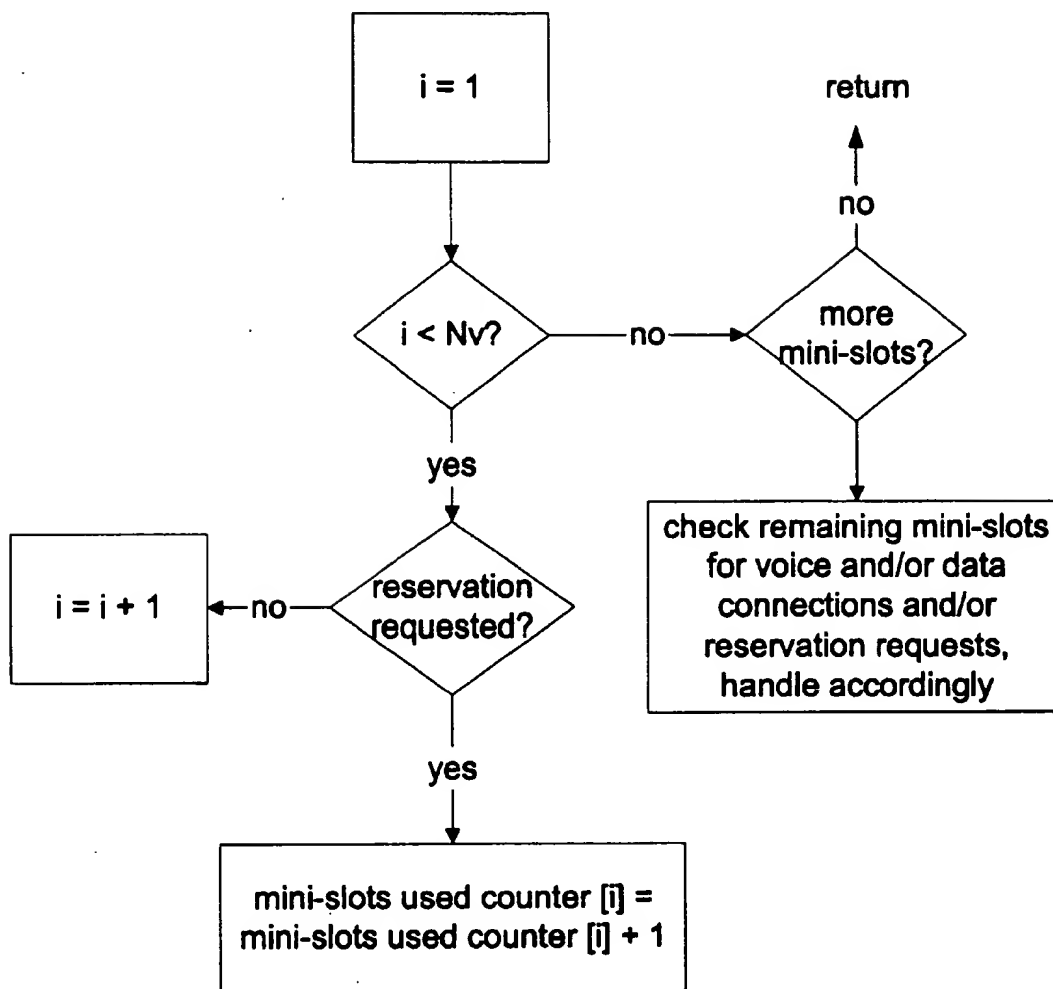 i = 1
return
no
i < Nv?
no
more
mini-slots?
yes
check remaining mini-slots
for voice and/or data
connections and/or
reservation requests,
handle accordingly
i = i + 1
no
reservation
requested?
yes
mini-slots used counter [i] =
mini-slots used counter [i] + 1